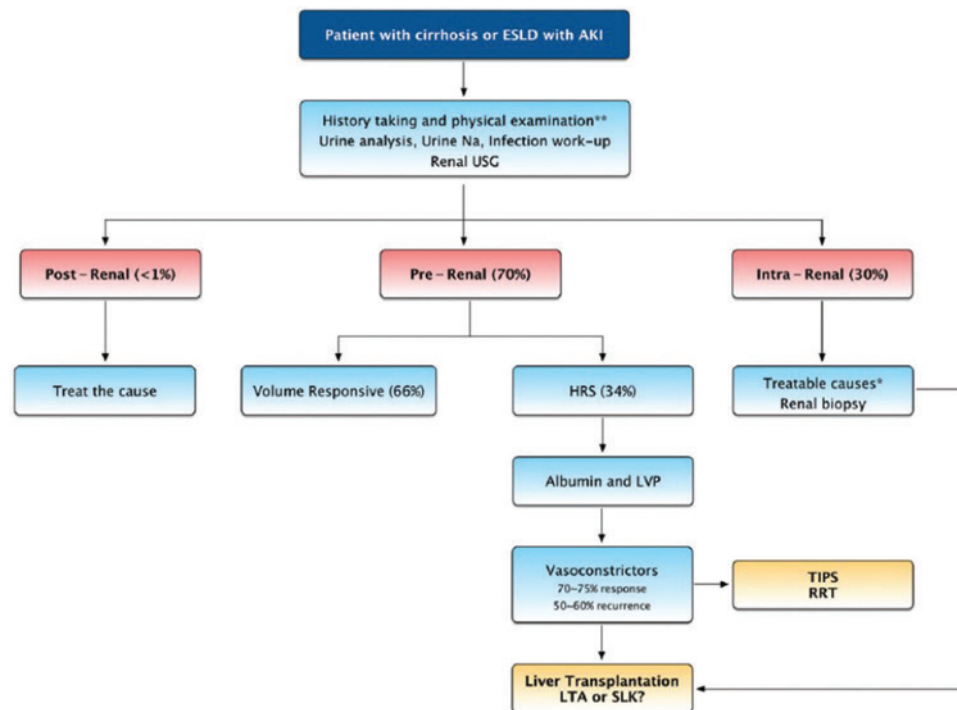 Patient with cirrhosis or ESLD with AKI
History taking and physical examination**
Urine analysis, Urine Na, Infection work-up
Renal USG
Post - Renal (<1%)
Pre - Renal (70%)
Intra - Renal (30%)
Treat the cause
Volume Responsive (66%)
HRS (34%)
Treatable causes*
Renal biopsy
Albumin and LVP
Vasoconstrictors
70-75% response
50-60% recurrence
TIPS
RRT
Liver Transplantation
LTA or SLK?